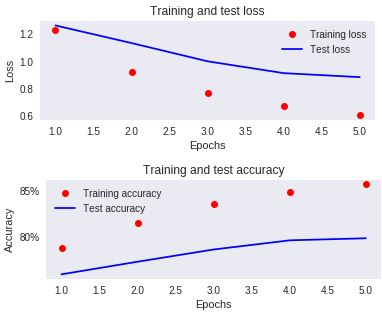 Training and test loss
1.2
1.0
0.8
0.6
Loss
Training loss
Test loss
1.0 1.5 2.0 2.5 3.0 3.5 4.0 4.5 5.0
Epochs
Training and test accuracy
85%
80%
Accuracy
Training accuracy
Test accuracy
1.0 1.5 2.0 2.5 3.0 3.5 4.0 4.5 5.0
Epochs